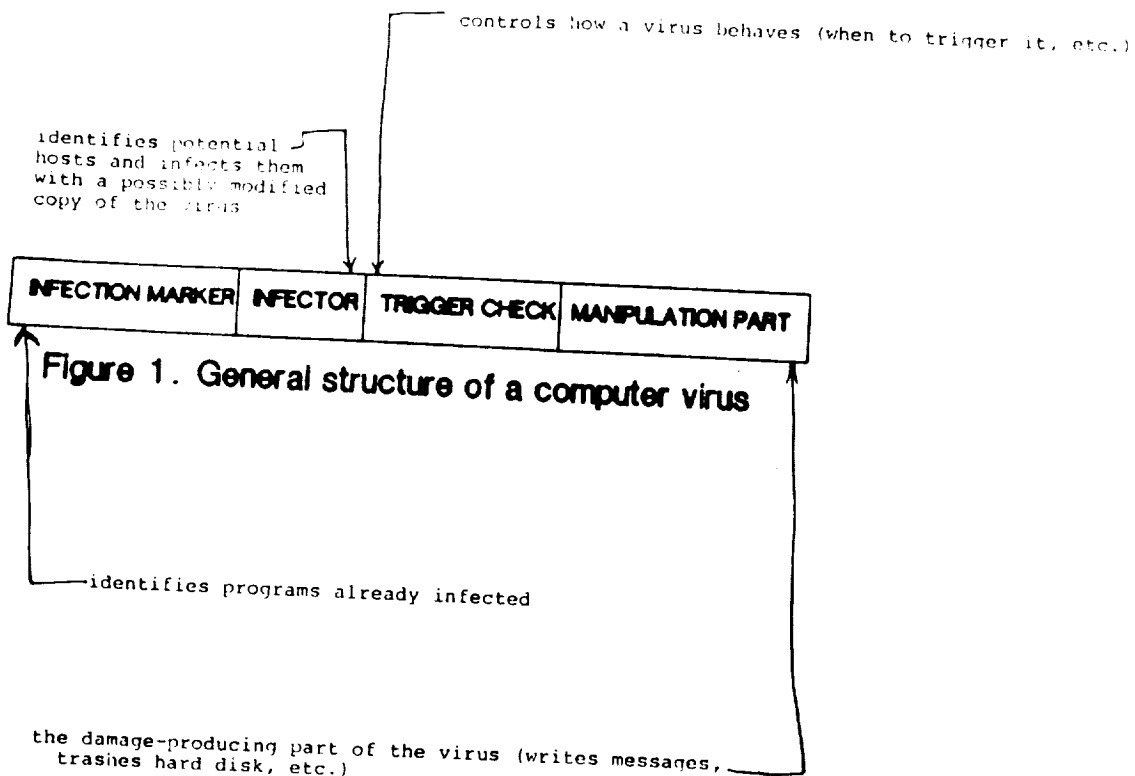 controls how a virus behaves (when to trigger it, etc.)
identifies potential
hosts and infects them
with a possibly modified
copy of the virus
INFECTION MARKER INFECTOR TRIGGER CHECK MANIPULATION PART
Figure 1. General structure of a computer virus
identifies programs already infected
the damage-producing part of the virus (writes messages,
trashes hard disk, etc.)